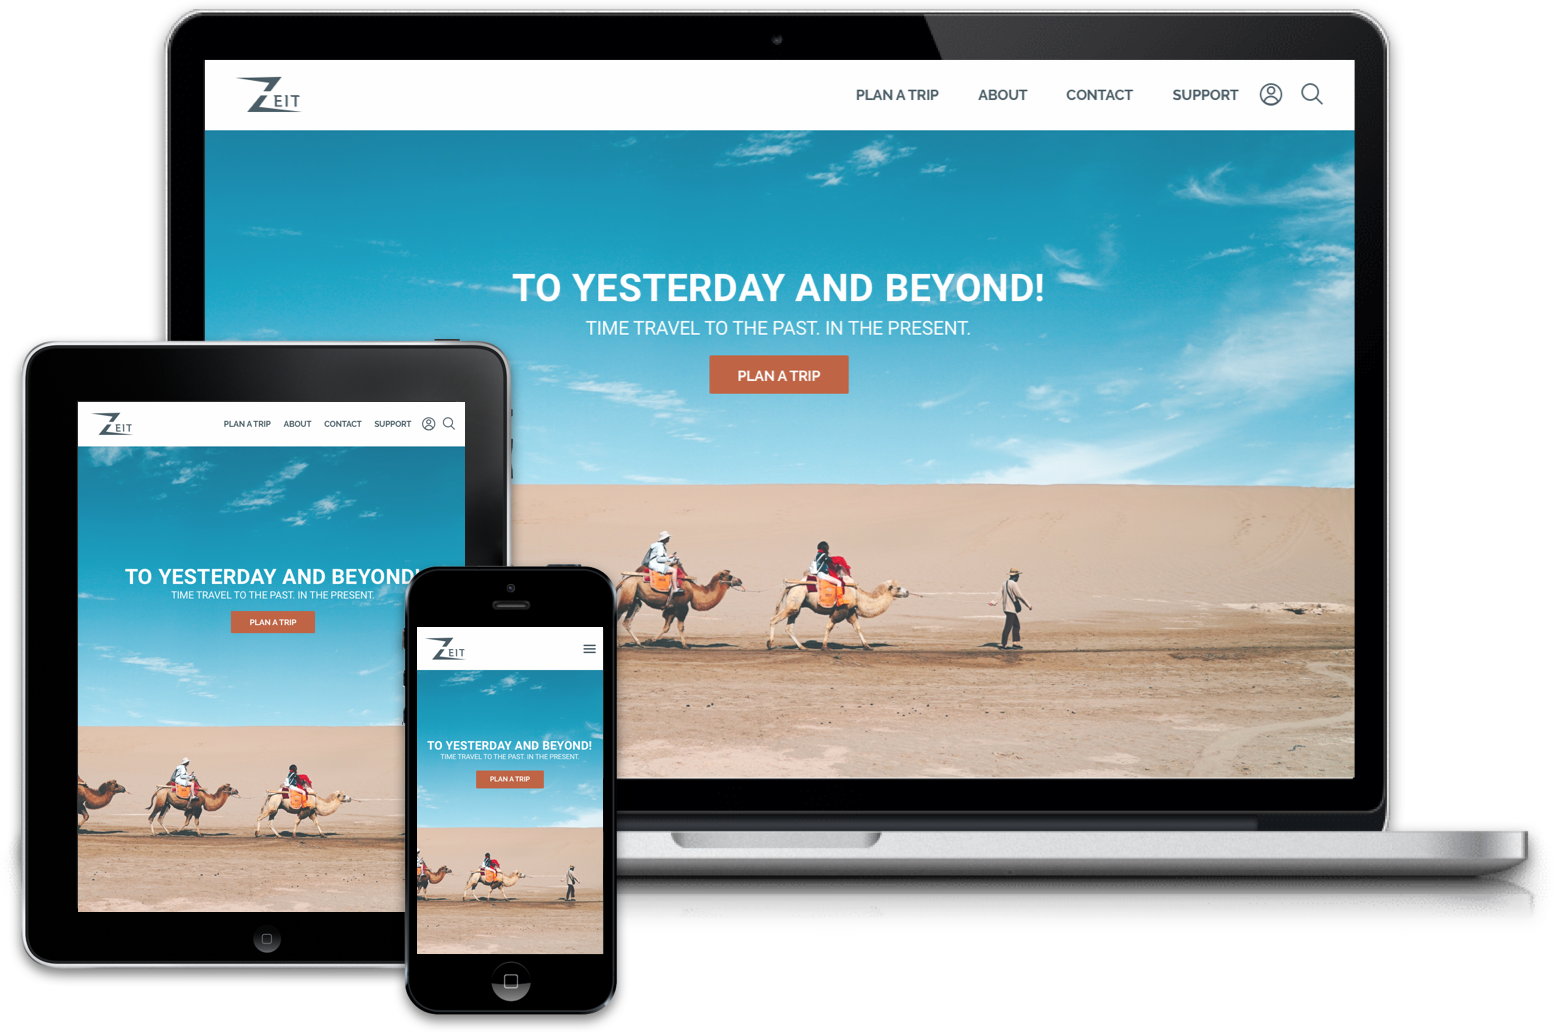 ZEIT
PLAN A TRIP ABOUT CONTACT SUPPORT
TO YESTERDAY AND BEYOND!
TIME TRAVEL TO THE PAST. IN THE PRESENT.
PLAN A TRIP
ZEIT
PLAN A TRIP ABOUT CONTACT SUPPORT
TO YESTERDAY AND BEYOND!
TIME TRAVEL TO THE PAST. IN THE PRESENT.
PLAN A TRIP
ZEIT
TO YESTERDAY AND BEYOND!
TIME TRAVEL TO THE PAST. IN THE PRESENT.
PLAN A TRIP